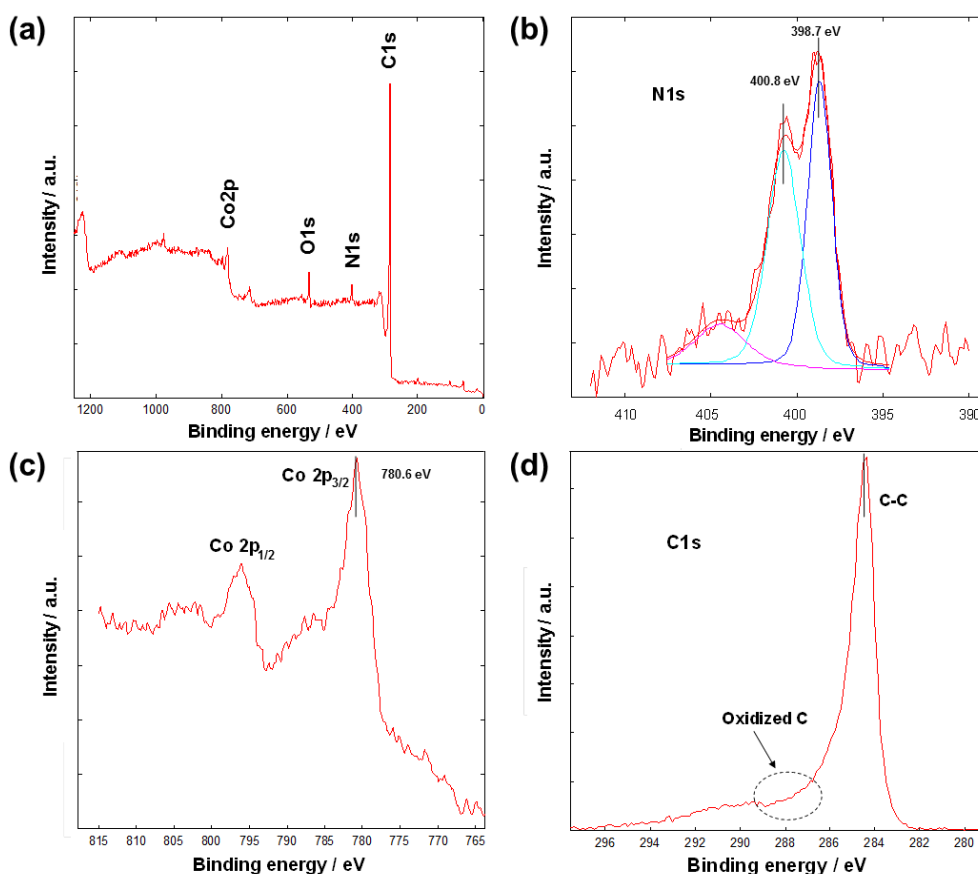 (a)
Intensity / a.u.
Co2p
O1s
N1s
C1s
1200 1000 800 600 400 200 0
Binding energy / eV
(b)
Intensity / a.u.
N1s
400.8 eV
398.7 eV
410 405 400 395 390
Binding energy / eV
(c)
Intensity / a.u.
Co 2p3/2
780.6 eV
Co 2p1/2
815 810 805 800 795 790 785 780 775 770 765
Binding energy / eV
(d)
Intensity / a.u.
C-C
C1s
Oxidized C
296 294 292 290 288 286 284 282 280
Binding energy / eV